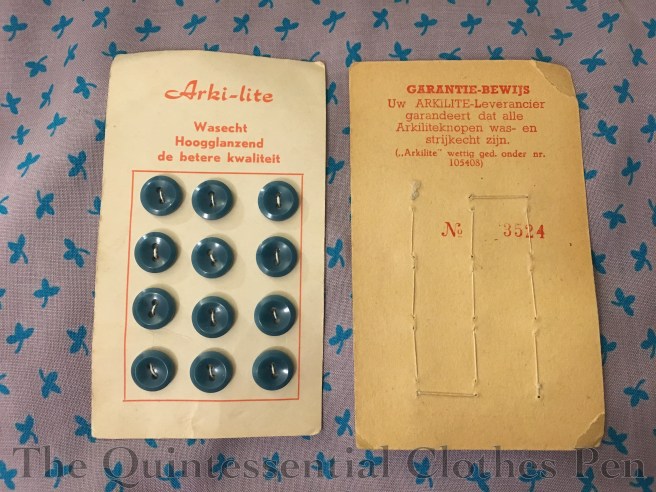 Arki-lite
Wasecht
Hoogglanzend
de betere kwaliteit
GARANTIE-BEWIJS
Uw ARKILITE-Leverancier
garandeert dat alle
Arkiliteknopen was- en
strijkecht zijn.
(„Arkilite" wettig ged. onder nr.
105408)
№ 3524
The Quintessential Clothes Pen